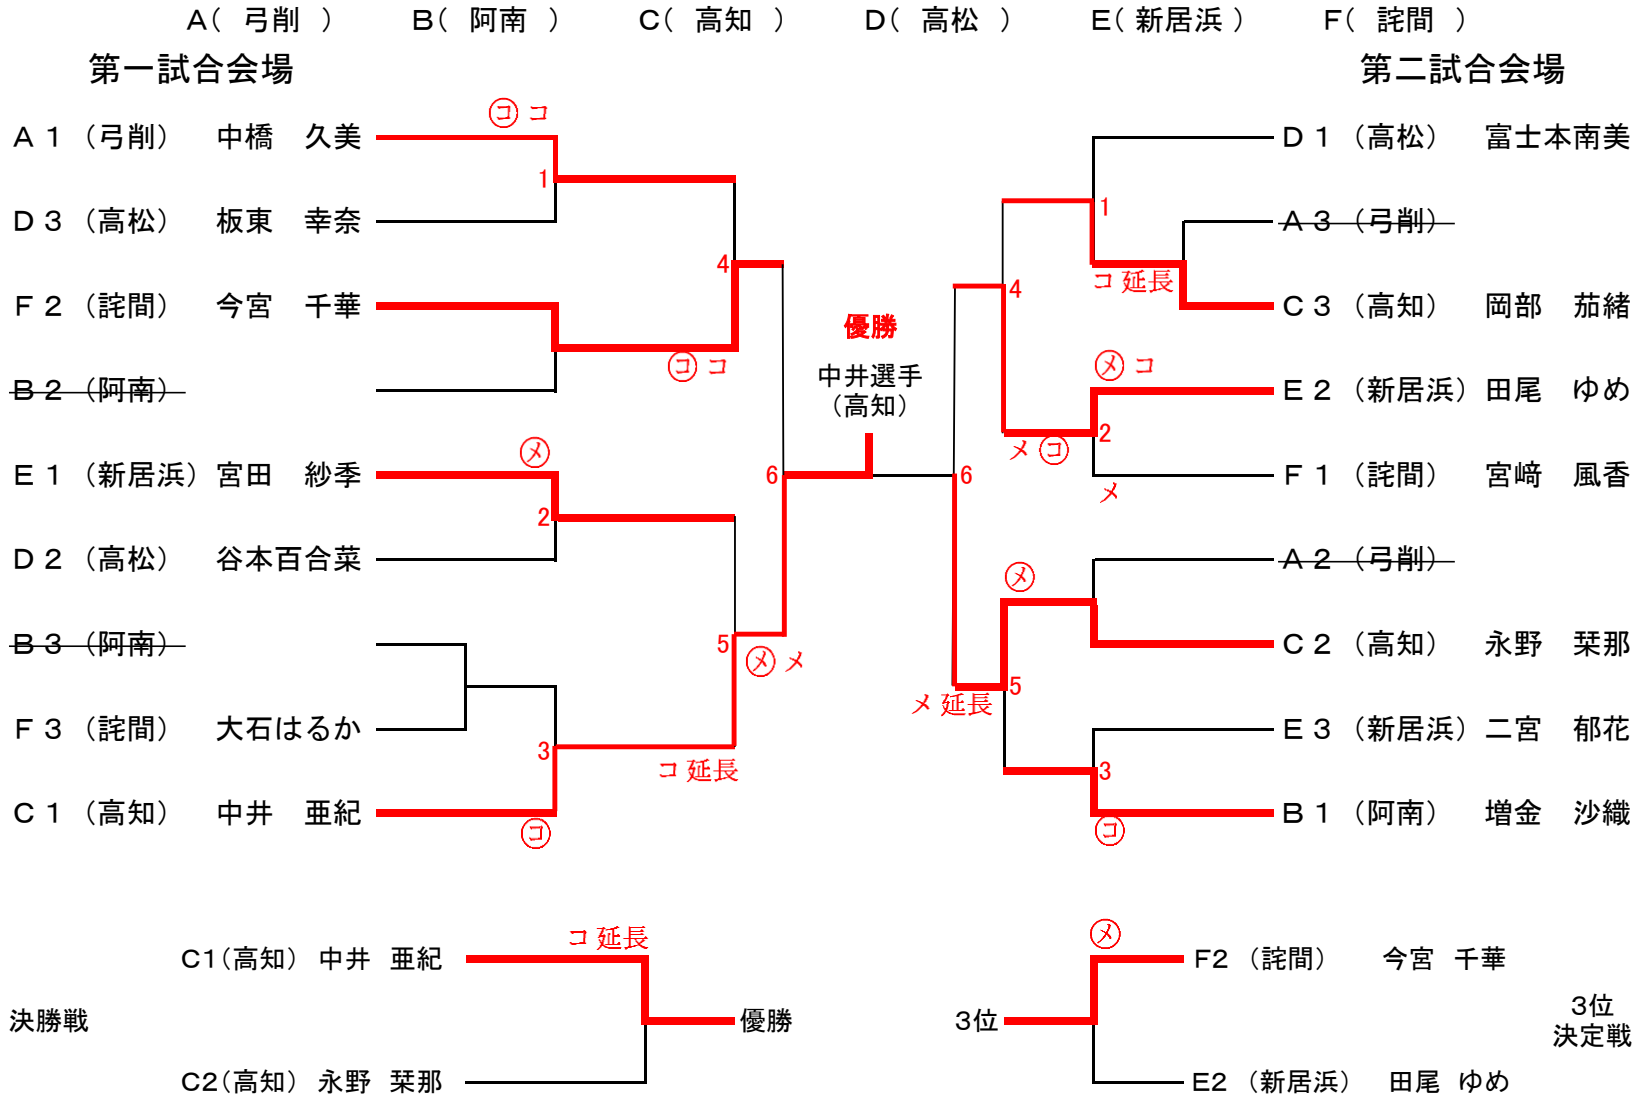 A( 弓削 ) B( 阿南 ) C( 高知 ) D( 高松 ) E( 新居浜 ) F( 詫間 )
第一試合会場 第二試合会場
㋙ コ
A 1 (弓削) 中橋 久美
1
D 3 (高松) 板東 幸奈
4
F 2 (詫間) 今宮 千華
㋙ コ
B 2 (阿南)
㋱
E 1 (新居浜) 宮田 紗季
2
D 2 (高松) 谷本百合菜
6
B 3 (阿南)
5
㋱ メ
F 3 (詫間) 大石はるか
3
コ 延長
C 1 (高知) 中井 亜紀
㋙
優勝
中井選手
(高知)
D 1 (高松) 富士本南美
1
A 3 (弓削)
コ 延長
4
C 3 (高知) 岡部 茄緒
㋱ コ
E 2 (新居浜) 田尾 ゆめ
2
メ ㋙
6
F 1 (詫間) 宮﨑 風香
メ
A 2 (弓削)
㋱
C 2 (高知) 永野 栞那
5
メ 延長
E 3 (新居浜) 二宮 郁花
3
B 1 (阿南) 増金 沙織
㋙
コ 延長
C1(高知) 中井 亜紀
決勝戦 優勝
C2(高知) 永野 栞那
㋱
F2 (詫間) 今宮 千華
3位
3位
決定戦
E2 (新居浜) 田尾 ゆめ